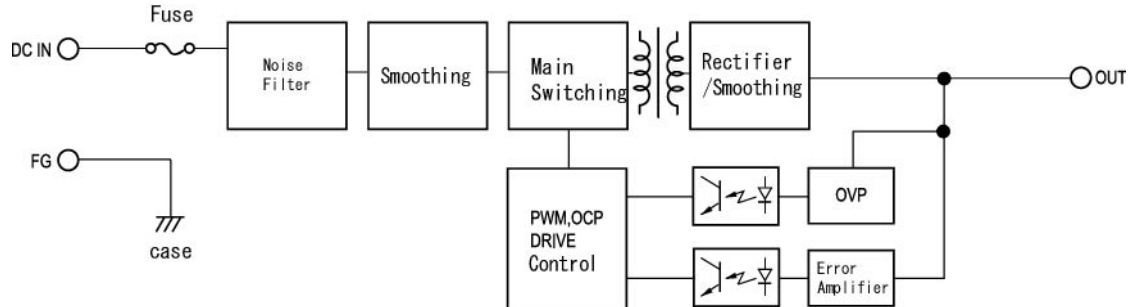 Fuse
DC IN
Noise
Filter
Smoothing
Main
Switching
Rectifier
/Smoothing
OUT
FG
case
PWM,OCP
DRIVE
Control
OVP
Error
Amplifier